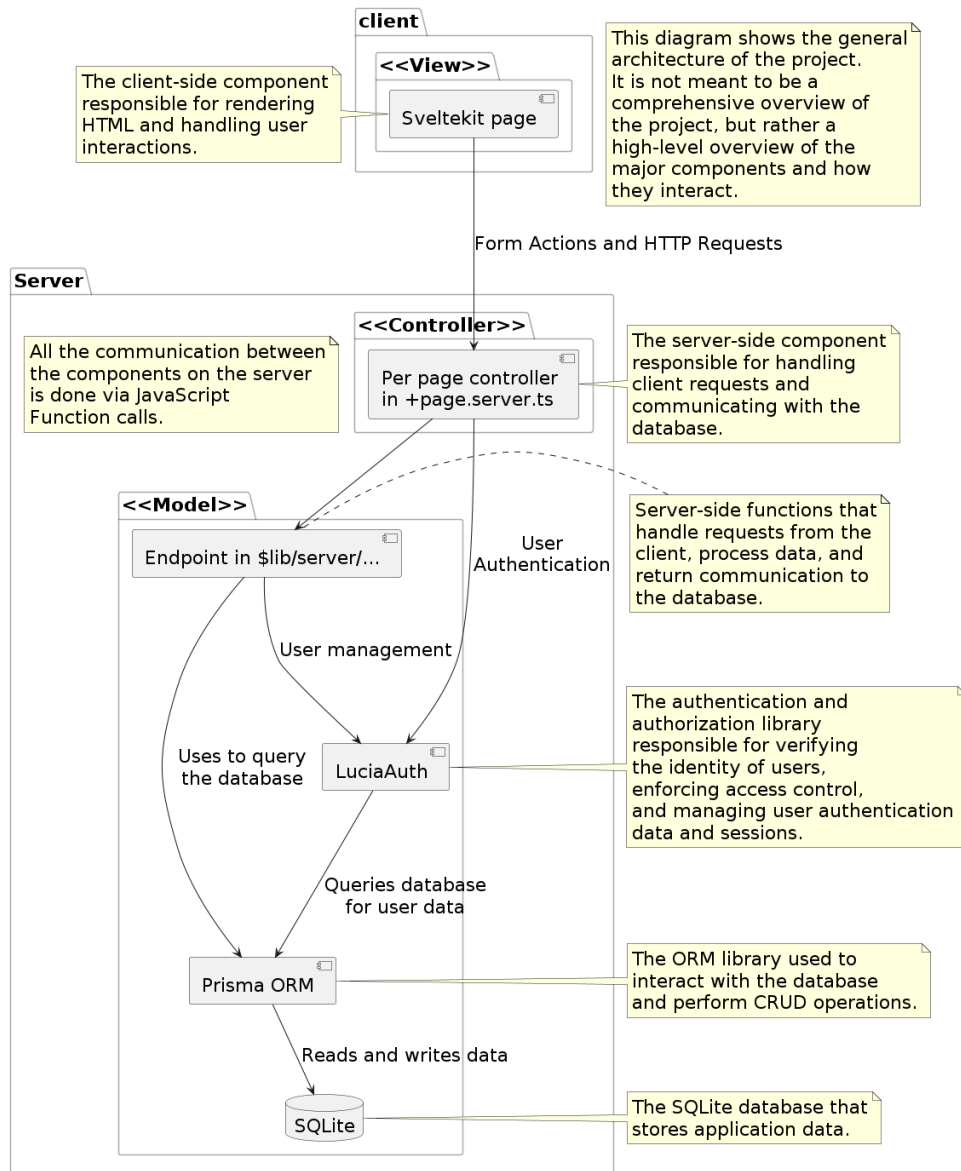 client
<<View>>
Sveltekit page
The client-side component
responsible for rendering
HTML and handling user
interactions.
This diagram shows the general
architecture of the project.
It is not meant to be a
comprehensive overview of
the project, but rather a
high-level overview of the
major components and how
they interact.
Form Actions and HTTP Requests
Server
<<Controller>>
Per page controller
in +page.server.ts
All the communication between
the components on the server
is done via JavaScript
Function calls.
The server-side component
responsible for handling
client requests and
communicating with the
database.
<<Model>>
Endpoint in $lib/server/...
Server-side functions that
handle requests from the
client, process data, and
return communication to
the database.
User
Authentication
User management
Uses to query
the database
LuciaAuth
The authentication and
authorization library
responsible for verifying
the identity of users,
enforcing access control,
and managing user authentication
data and sessions.
Queries database
for user data
Prisma ORM
The ORM library used to
interact with the database
and perform CRUD operations.
Reads and writes data
SQLite
The SQLite database that
stores application data.